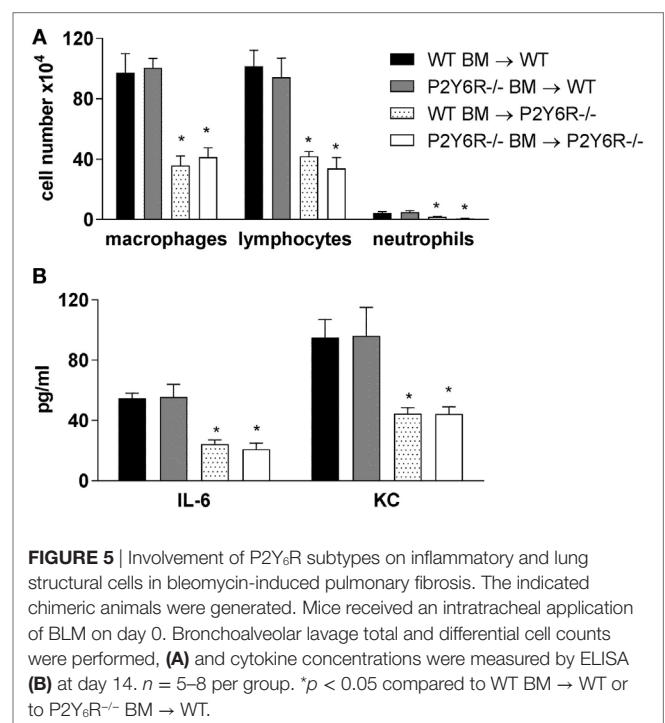 A
120
80
40
0
cell number x10⁴
WT BM → WT
P2Y6R-/- BM → WT
WT BM → P2Y6R-/-
P2Y6R-/- BM → P2Y6R-/-
* * * * * *
macrophages lymphocytes neutrophils
B
120
80
40
0
pg/ml
* * * *
IL-6 KC
FIGURE 5 | Involvement of P2Y₆R subtypes on inflammatory and lung
structural cells in bleomycin-induced pulmonary fibrosis. The indicated
chimeric animals were generated. Mice received an intratracheal application
of BLM on day 0. Bronchoalveolar lavage total and differential cell counts
were performed, (A) and cytokine concentrations were measured by ELISA
(B) at day 14. n = 5–8 per group. *p < 0.05 compared to WT BM → WT or
to P2Y₆R⁻/⁻ BM → WT.